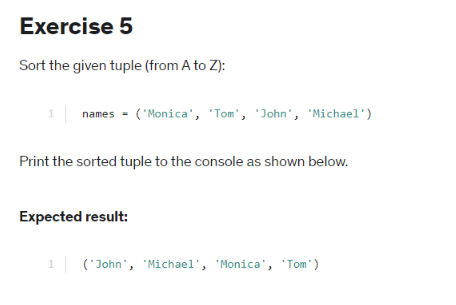 Exercise 5
Sort the given tuple (from A to Z):
1 names = ('Monica', 'Tom', 'John', 'Michael')
Print the sorted tuple to the console as shown below.
Expected result:
1 ('John', 'Michael', 'Monica', 'Tom')